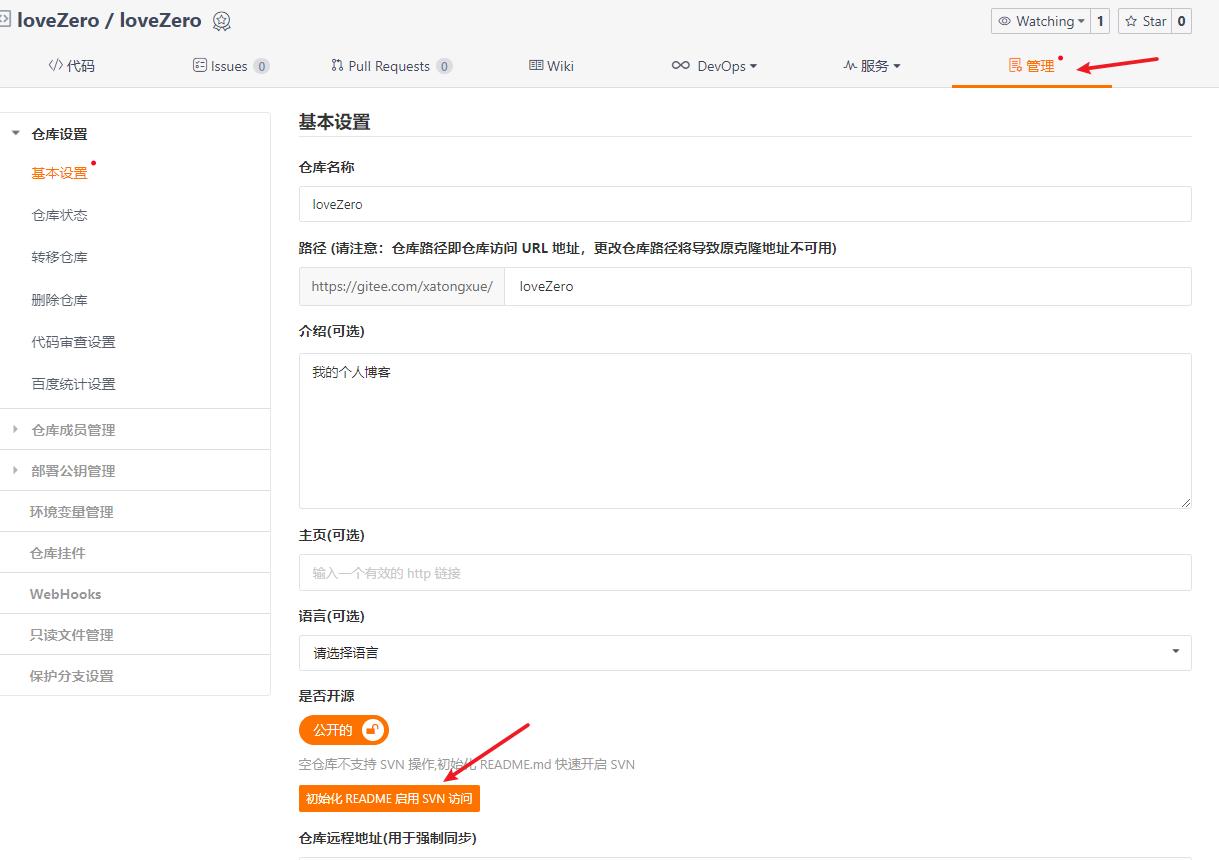 loveZero / loveZero
Watching 1 Star 0
代码 Issues 0 Pull Requests 0 Wiki DevOps 服务 管理
仓库设置
基本设置
仓库状态
转移仓库
删除仓库
代码审查设置
百度统计设置
仓库成员管理
部署公钥管理
环境变量管理
仓库挂件
WebHooks
只读文件管理
保护分支设置
基本设置
仓库名称
loveZero
路径 (请注意：仓库路径即仓库访问 URL 地址，更改仓库路径将导致原克隆地址不可用)
https://gitee.com/xatongxue/ loveZero
介绍(可选)
我的个人博客
主页(可选)
输入一个有效的 http 链接
语言(可选)
请选择语言
是否开源
公开的
空仓库不支持 SVN 操作,初始化 README.md 快速开启 SVN
初始化 README 启用 SVN 访问
仓库远程地址(用于强制同步)